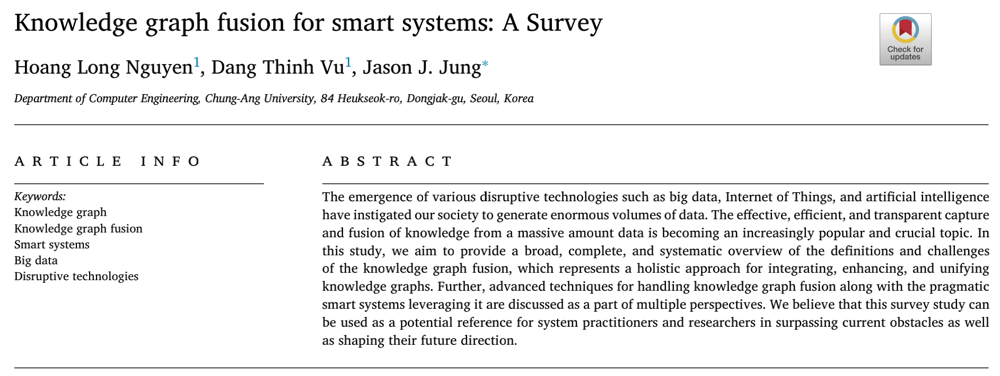 Knowledge graph fusion for smart systems: A Survey
Check for
updates
Hoang Long Nguyen1, Dang Thinh Vu1, Jason J. Jung*
Department of Computer Engineering, Chung-Ang University, 84 Heukseok-ro, Dongjak-gu, Seoul, Korea
ARTICLE INFO
Keywords:
Knowledge graph
Knowledge graph fusion
Smart systems
Big data
Disruptive technologies
ABSTRACT
The emergence of various disruptive technologies such as big data, Internet of Things, and artificial intelligence
have instigated our society to generate enormous volumes of data. The effective, efficient, and transparent capture
and fusion of knowledge from a massive amount data is becoming an increasingly popular and crucial topic. In
this study, we aim to provide a broad, complete, and systematic overview of the definitions and challenges
of the knowledge graph fusion, which represents a holistic approach for integrating, enhancing, and unifying
knowledge graphs. Further, advanced techniques for handling knowledge graph fusion along with the pragmatic
smart systems leveraging it are discussed as a part of multiple perspectives. We believe that this survey study can
be used as a potential reference for system practitioners and researchers in surpassing current obstacles as well
as shaping their future direction.